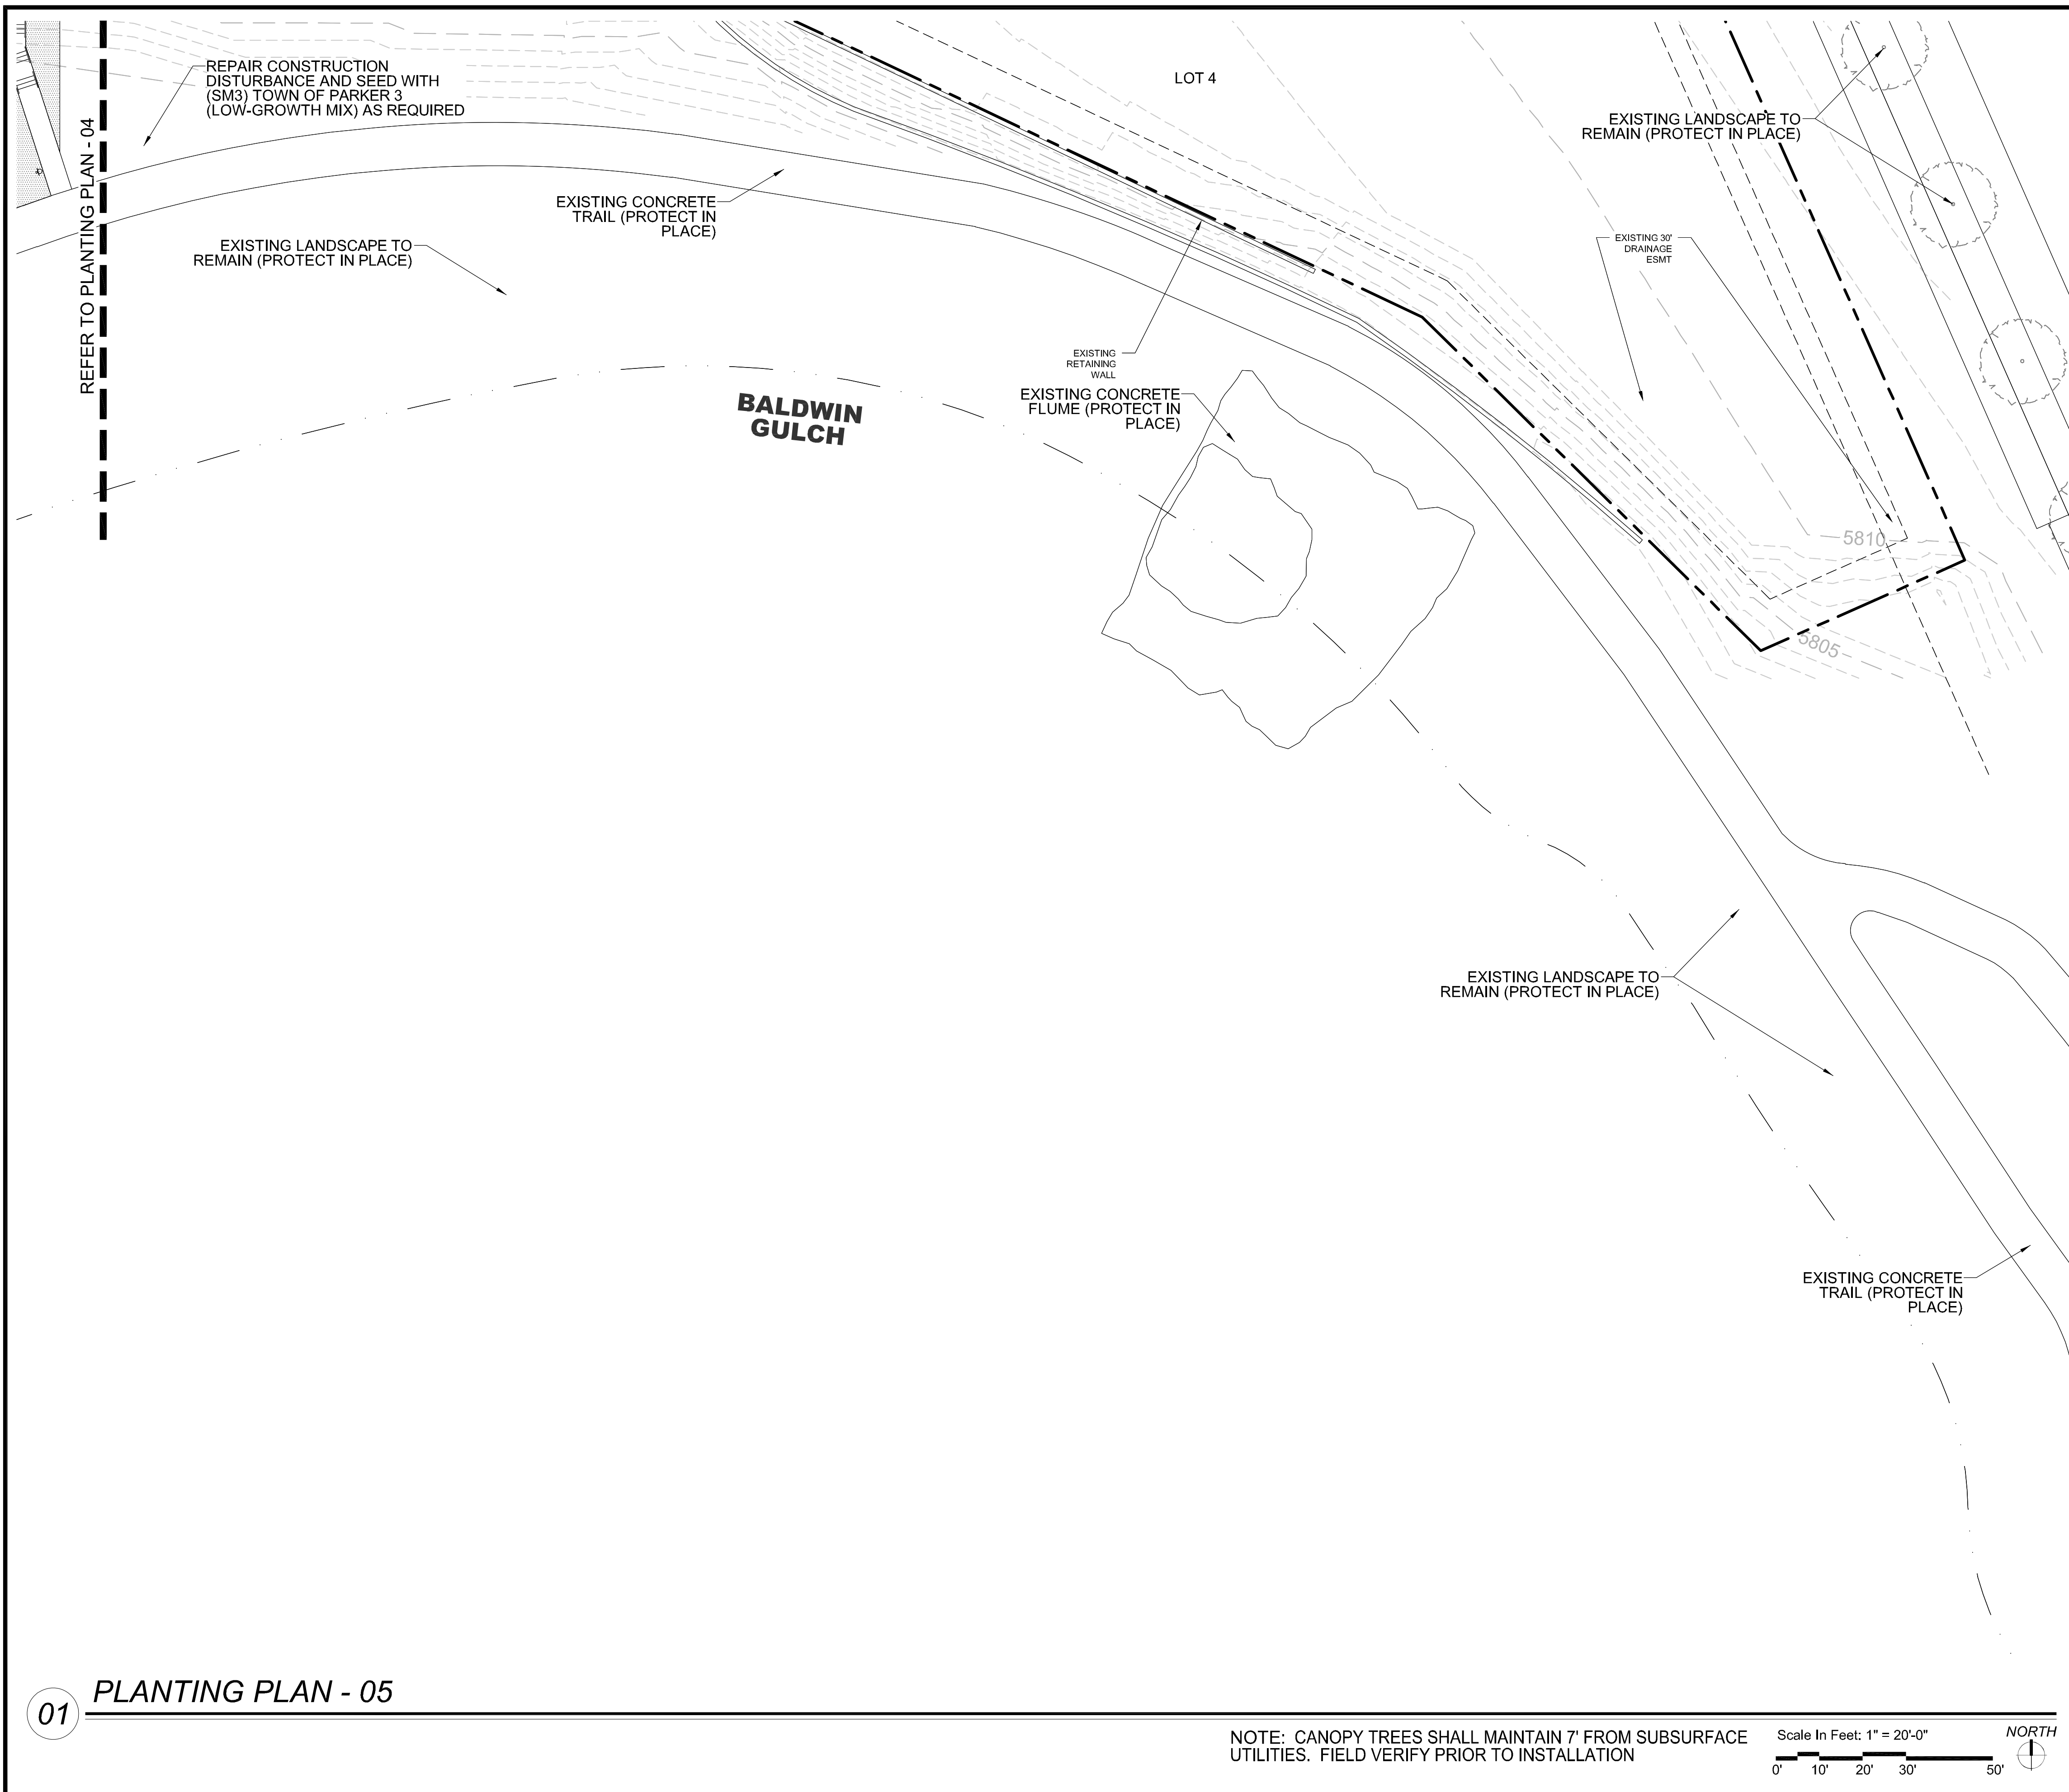 REPAIR CONSTRUCTION
DISTURBANCE AND SEED WITH
(SM3) TOWN OF PARKER 3
(LOW-GROWTH MIX) AS REQUIRED
LOT 4
EXISTING LANDSCAPE TO
REMAIN (PROTECT IN PLACE)
REFER TO PLANTING PLAN - 04
EXISTING CONCRETE
TRAIL (PROTECT IN
PLACE)
EXISTING LANDSCAPE TO
REMAIN (PROTECT IN PLACE)
EXISTING 30'
DRAINAGE
ESMT
EXISTING
RETAINING
WALL
EXISTING CONCRETE
FLUME (PROTECT IN
PLACE)
BALDWIN
GULCH
5810
5805
EXISTING LANDSCAPE TO
REMAIN (PROTECT IN PLACE)
EXISTING CONCRETE
TRAIL (PROTECT IN
PLACE)
01
PLANTING PLAN - 05
NOTE: CANOPY TREES SHALL MAINTAIN 7' FROM SUBSURFACE
UTILITIES. FIELD VERIFY PRIOR TO INSTALLATION
Scale In Feet: 1" = 20'-0"
0' 10' 20' 30' 50'
NORTH